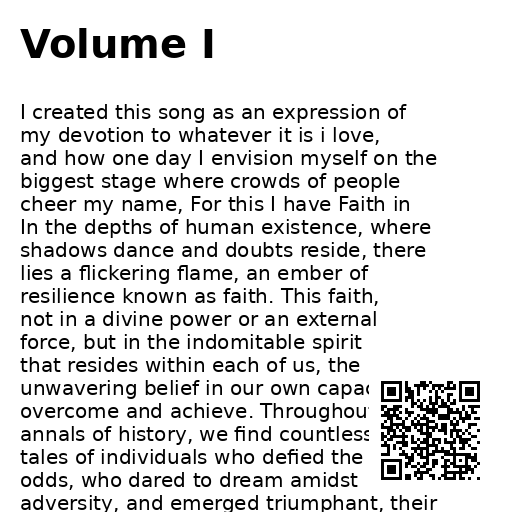 Volume I
I created this song as an expression of
my devotion to whatever it is i love,
and how one day I envision myself on the
biggest stage where crowds of people
cheer my name, For this I have Faith in
In the depths of human existence, where
shadows dance and doubts reside, there
lies a flickering flame, an ember of
resilience known as faith. This faith,
not in a divine power or an external
force, but in the indomitable spirit
that resides within each of us, the
unwavering belief in our own
overcome and achieve.
annals of history, we find countless
tales of individuals who defied the
odds, who dared to dream amidst
adversity, and emerged triumphant, their